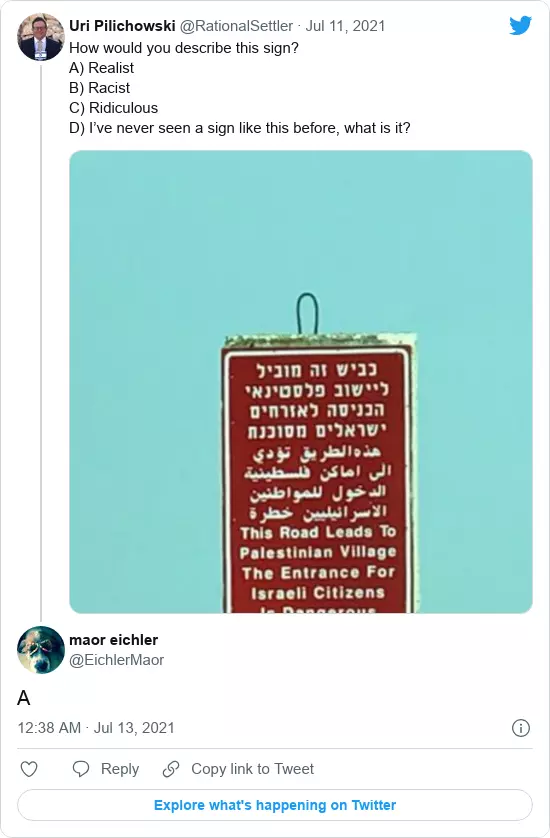 Uri Pilichowski @RationalSettler · Jul 11, 2021
How would you describe this sign?
A) Realist
B) Racist
C) Ridiculous
D) I’ve never seen a sign like this before, what is it?
כביש זה מוביל
ליישוב פלסטינאי
הכניסה לאזרחים
ישראלים מסוכנת
هذه الطريق تؤدي
الى اماكن فلسطينية
الدخول للمواطنين
الاسرائيليين خطرة
This Road Leads To
Palestinian Village
The Entrance For
Israeli Citizens
Is Dangerous
maor eichler
@EichlerMaor
A
12:38 AM · Jul 13, 2021
Reply
Copy link to Tweet
Explore what's happening on Twitter